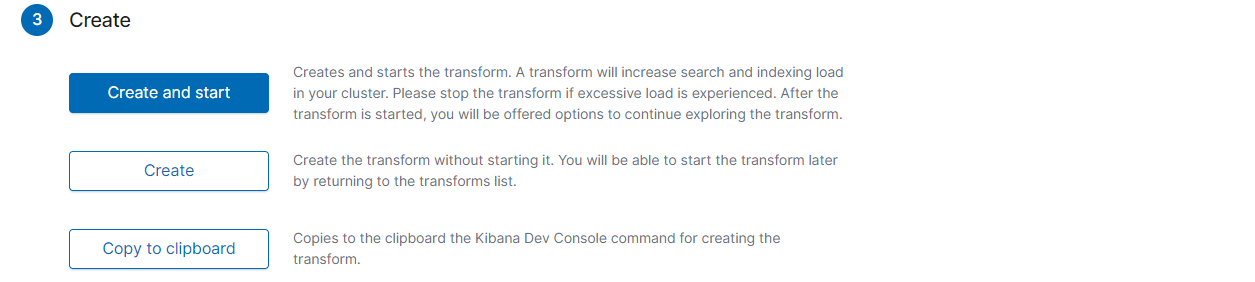 3 Create
Create and start
Creates and starts the transform. A transform will increase search and indexing load
in your cluster. Please stop the transform if excessive load is experienced. After the
transform is started, you will be offered options to continue exploring the transform.
Create
Create the transform without starting it. You will be able to start the transform later
by returning to the transforms list.
Copy to clipboard
Copies to the clipboard the Kibana Dev Console command for creating the
transform.